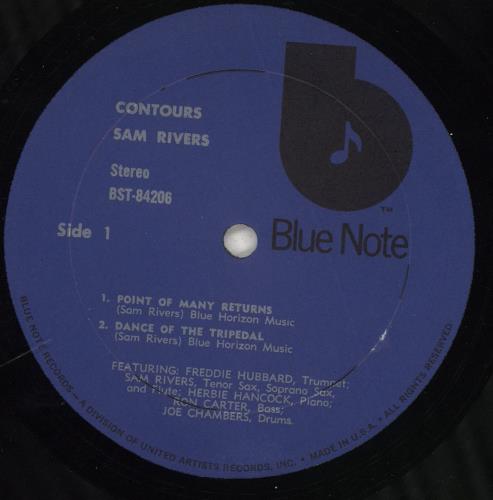 CONTOURS
SAM RIVERS
Stereo
BST-84206
Side 1
TM
Blue Note
1. POINT OF MANY RETURNS
(Sam Rivers) Blue Horizon Music
2. DANCE OF THE TRIPEDAL
(Sam Rivers) Blue Horizon Music
FEATURING: FREDDIE HUBBARD, Trumpet;
SAM RIVERS, Tenor Sax, Soprano Sax,
and Flute; HERBIE HANCOCK, Piano;
RON CARTER, Bass;
JOE CHAMBERS, Drums.
BLUE NOTE RECORDS — A DIVISION OF UNITED ARTISTS RECORDS, INC. • MADE IN U.S.A. • ALL RIGHTS RESERVED.